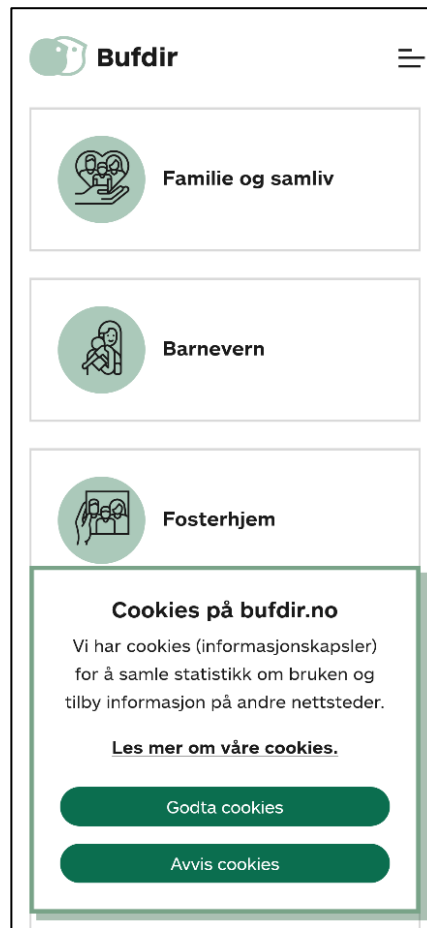 Bufdir
Familie og samliv
Barnevern
Fosterhjem
Cookies på bufdir.no
Vi har cookies (informasjonskapsler)
for å samle statistikk om bruken og
tilby informasjon på andre nettsteder.
Les mer om våre cookies.
Godta cookies
Avvis cookies